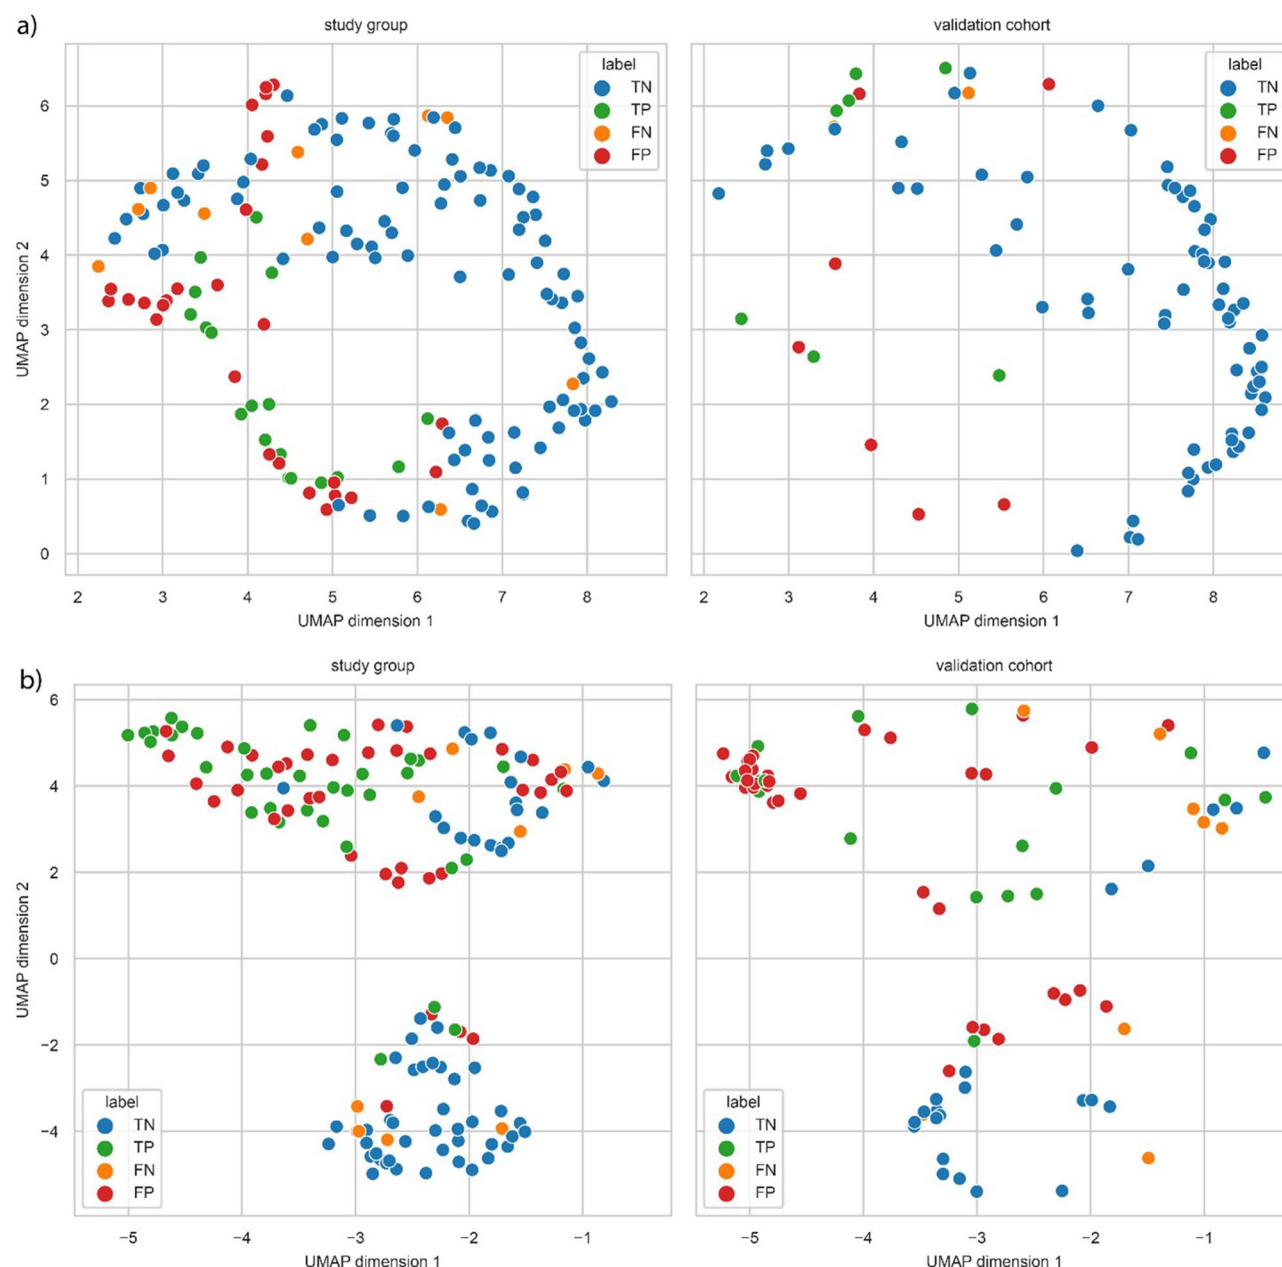 a)
study group
validation cohort
label
TN
TP
FN
FP
label
TN
TP
FN
FP
UMAP dimension 2
6
5
4
3
2
1
0
2 3 4 5 6 7 8
2 3 4 5 6 7 8
UMAP dimension 1
UMAP dimension 1
b)
study group
validation cohort
UMAP dimension 2
6
4
2
0
−2
−4
label
TN
TP
FN
FP
label
TN
TP
FN
FP
−5 −4 −3 −2 −1
−5 −4 −3 −2 −1
UMAP dimension 1
UMAP dimension 1